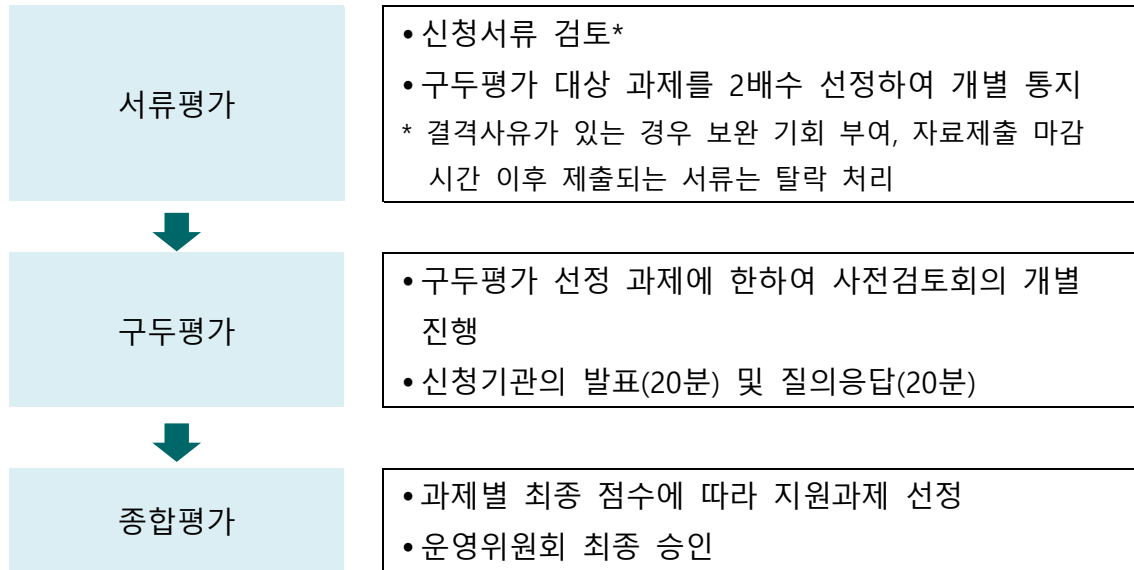 서류평가
• 신청서류 검토*
• 구두평가 대상 과제를 2배수 선정하여 개별 통지
* 결격사유가 있는 경우 보완 기회 부여, 자료제출 마감
시간 이후 제출되는 서류는 탈락 처리
구두평가
• 구두평가 선정 과제에 한하여 사전검토회의 개별
진행
• 신청기관의 발표(20분) 및 질의응답(20분)
종합평가
• 과제별 최종 점수에 따라 지원과제 선정
• 운영위원회 최종 승인